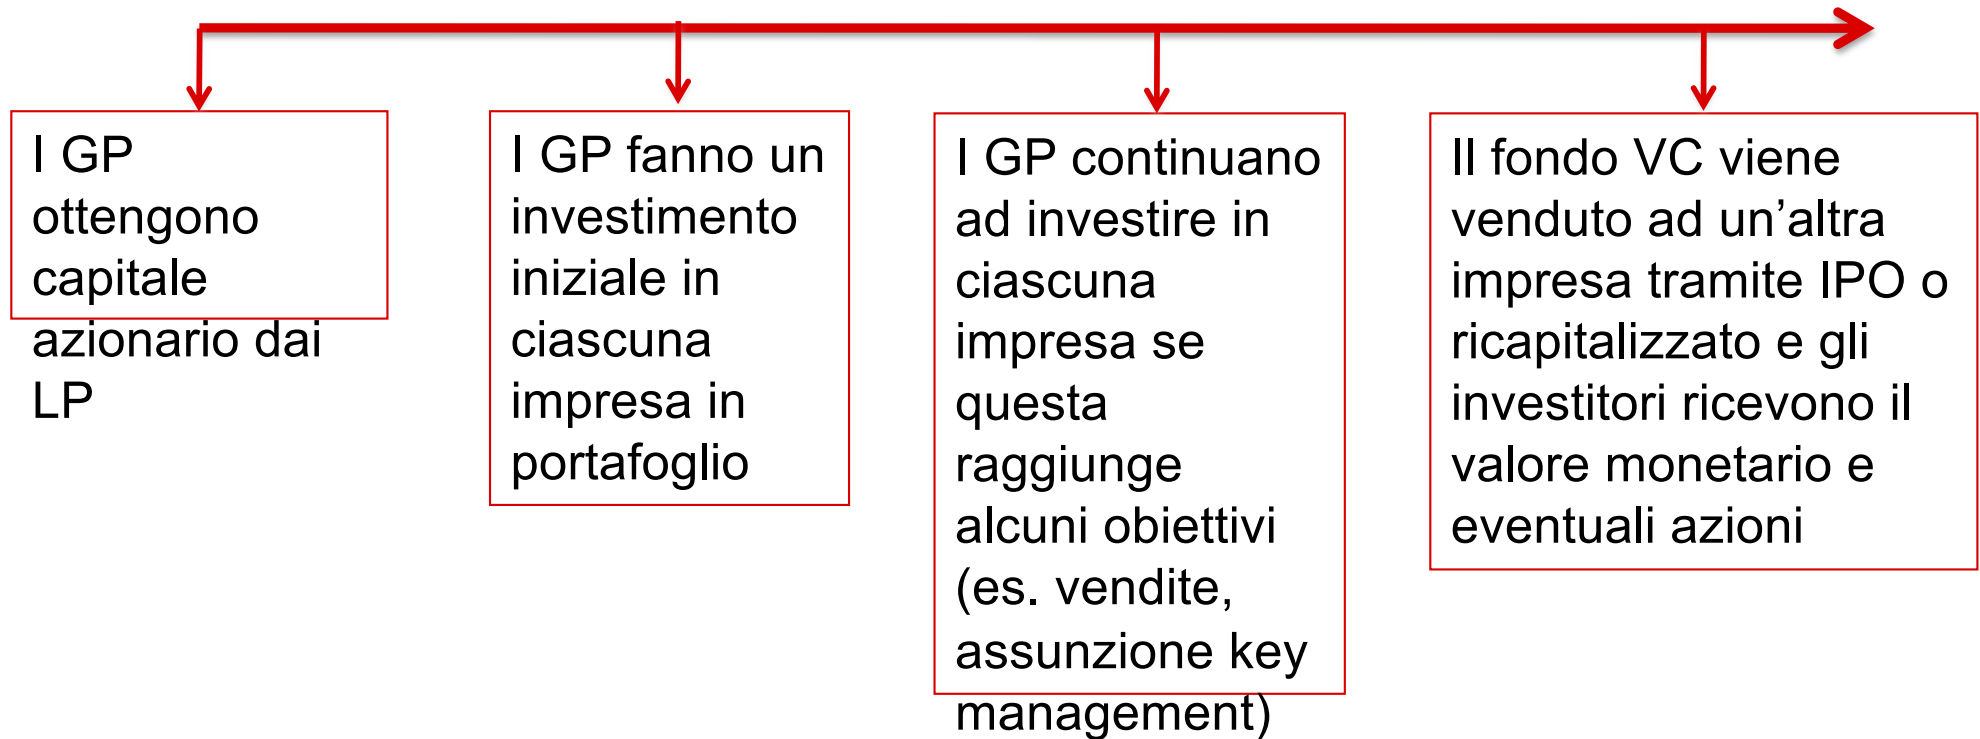 I GP
ottengono
capitale
azionario dai
LP
I GP fanno un
investimento
iniziale in
ciascuna
impresa in
portafoglio
I GP continuano
ad investire in
ciascuna
impresa se
questa
raggiunge
alcuni obiettivi
(es. vendite,
assunzione key
management)
Il fondo VC viene
venduto ad un’altra
impresa tramite IPO o
ricapitalizzato e gli
investitori ricevono il
valore monetario e
eventuali azioni